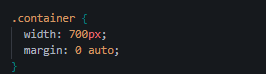 .container {
  width: 700px;
  margin: 0 auto;
}